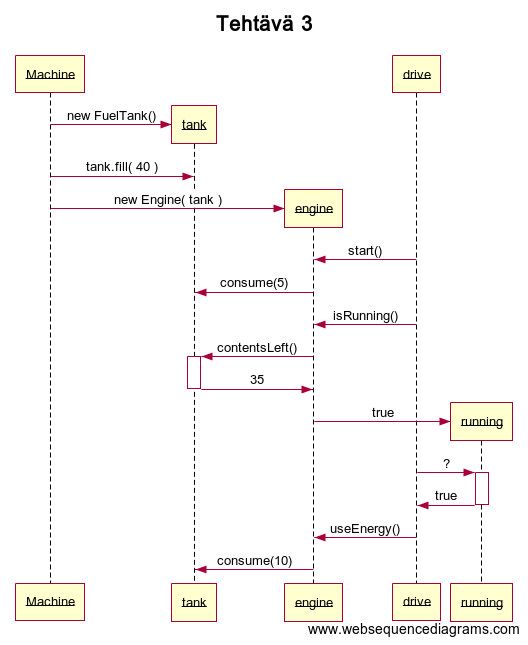 Tehtävä 3
Machine
drive
new FuelTank()
tank
tank.fill( 40 )
new Engine( tank )
engine
start()
consume(5)
isRunning()
contentsLeft()
35
true
running
?
true
useEnergy()
consume(10)
Machine
tank
engine
drive
running
www.websequencediagrams.com